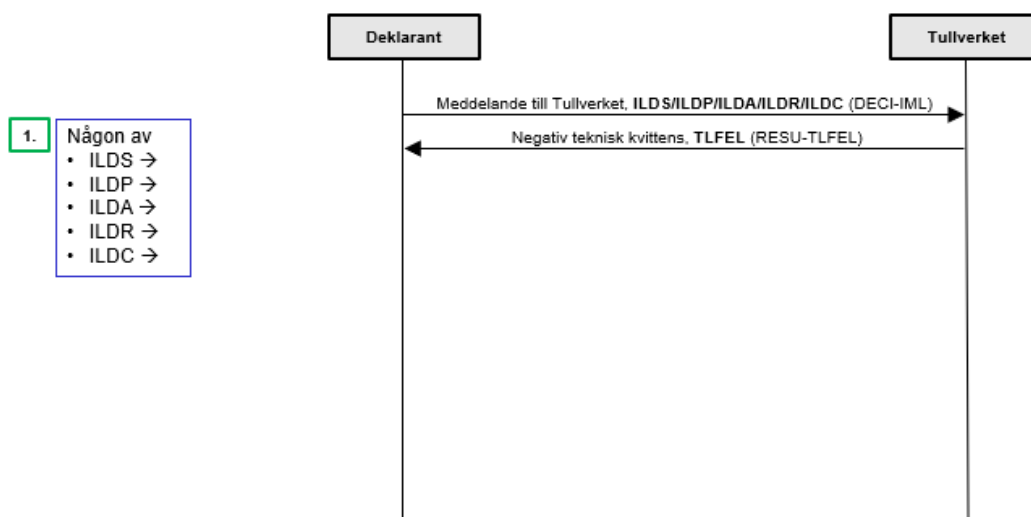 Deklarant
Tullverket
Meddelande till Tullverket, ILDS/ILDP/ILDA/ILDR/ILDC (DECI-IML)
Negativ teknisk kvittens, TLFEL (RESU-TLFEL)
1.
Någon av
• ILDS →
• ILDP →
• ILDA →
• ILDR →
• ILDC →